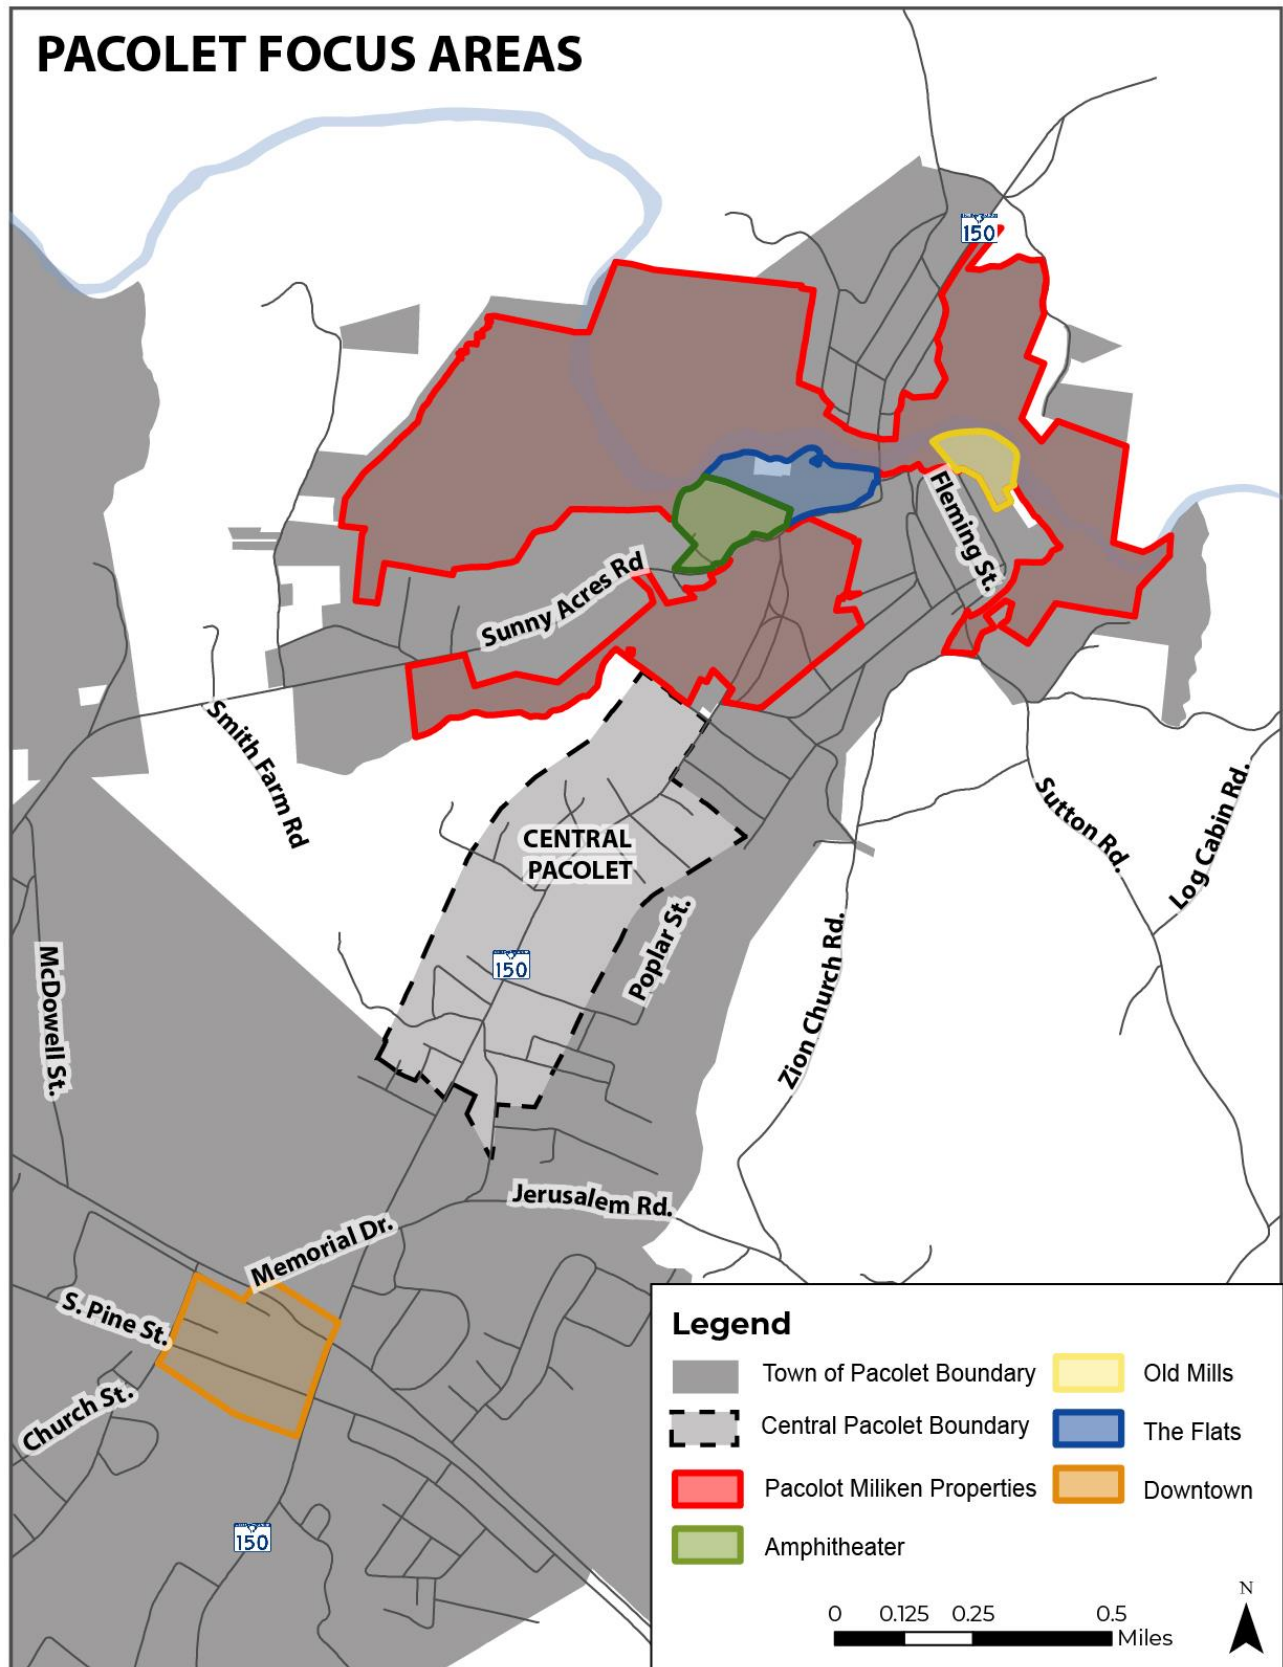 PACOLET FOCUS AREAS
150
Fleming St.
Sunny Acres Rd
Smith Farm Rd
CENTRAL
PACOLET
Sutton Rd.
Log Cabin Rd.
Poplar St.
150
McDowell St.
Zion Church Rd.
Jerusalem Rd.
Memorial Dr.
S. Pine St.
Church St.
150
Legend
Town of Pacolet Boundary
Central Pacolet Boundary
Pacolot Miliken Properties
Amphitheater
Old Mills
The Flats
Downtown
N
0 0.125 0.25 0.5
Miles